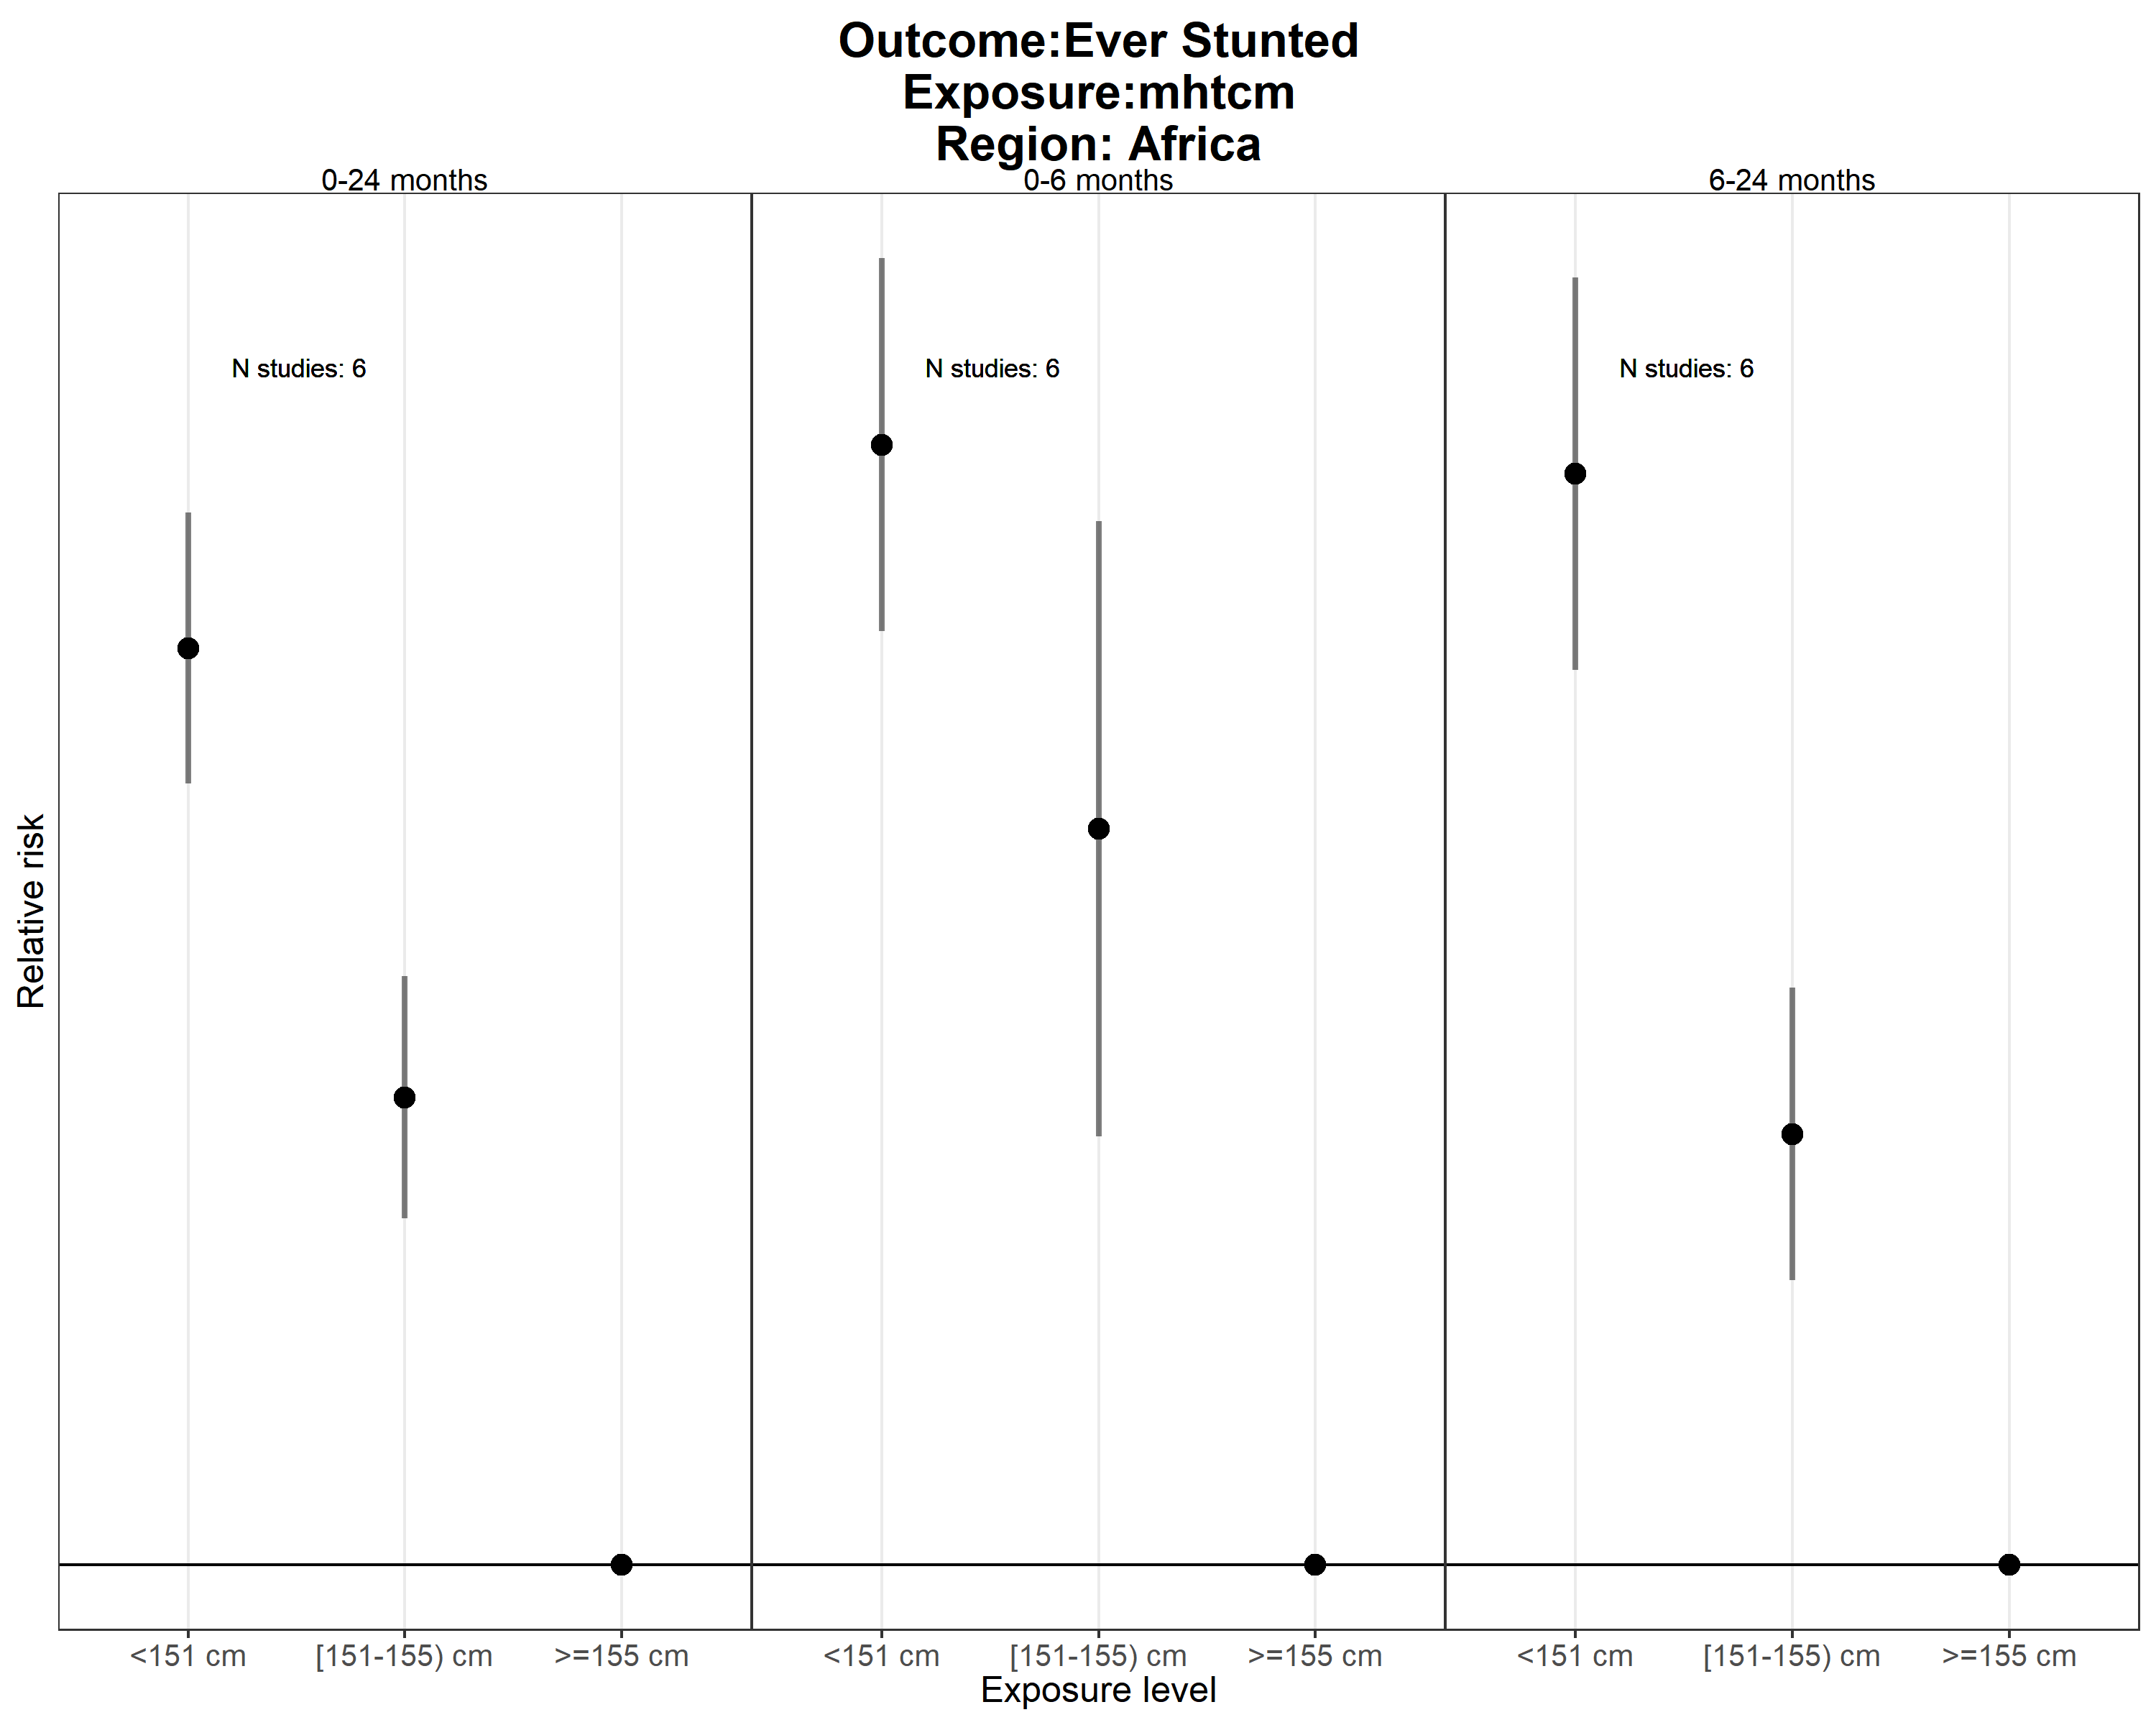 Outcome:Ever Stunted
Exposure:mhtcm
Region: Africa
0-24 months
0-6 months
6-24 months
N studies: 6
N studies: 6
N studies: 6
Relative risk
<151 cm
[151-155) cm
>=155 cm
<151 cm
[151-155) cm
>=155 cm
<151 cm
[151-155) cm
>=155 cm
Exposure level